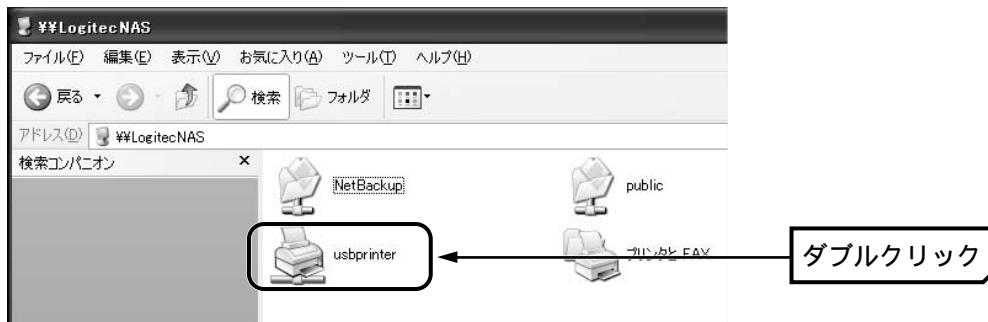 ¥¥LogitecNAS
ファイル(F) 編集(E) 表示(V) お気に入り(A) ツール(T) ヘルプ(H)
戻る 検索 フォルダ
アドレス(D) ¥¥LogitecNAS
検索コンパニオン ×
NetBackup public
usbprinter プリンタと FAX
ダブルクリック